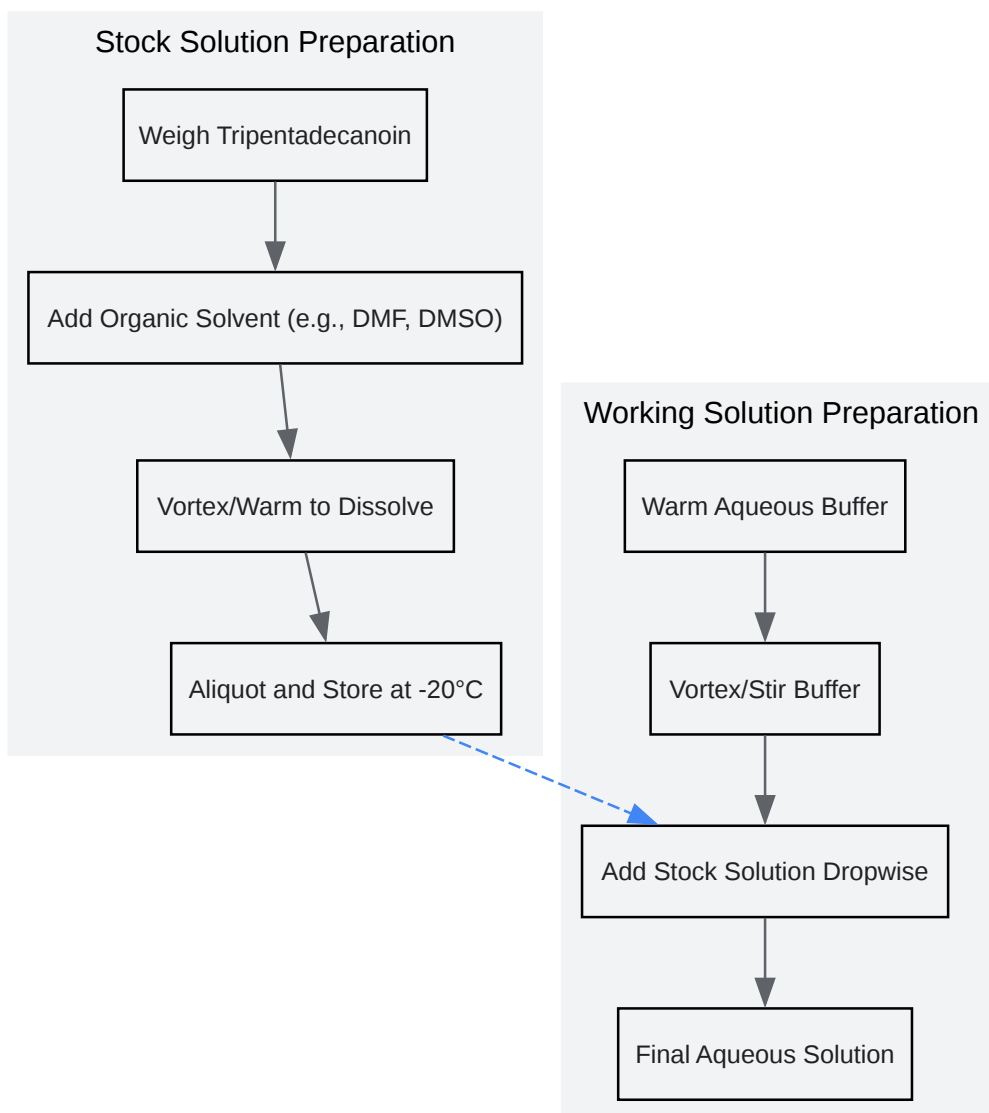 Stock Solution Preparation
Weigh Tripentadecanoin
Add Organic Solvent (e.g., DMF, DMSO)
Vortex/Warm to Dissolve
Aliquot and Store at -20°C
Working Solution Preparation
Warm Aqueous Buffer
Vortex/Stir Buffer
Add Stock Solution Dropwise
Final Aqueous Solution